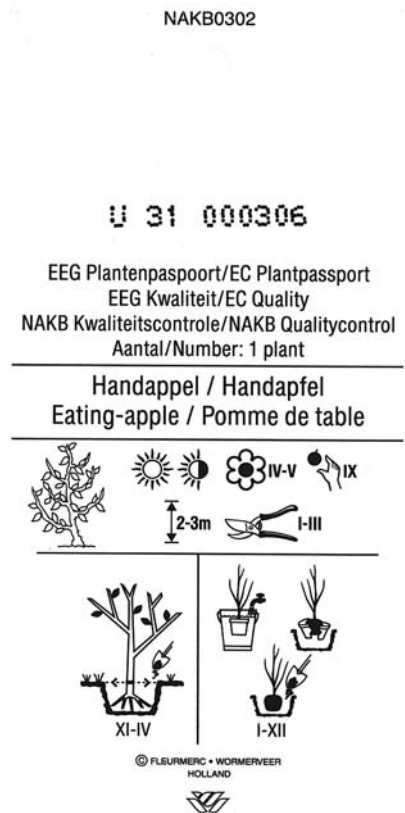 NAKB0302
U 31 000306
EEG Plantenpaspoort/EC Plantpassport
EEG Kwaliteit/EC Quality
NAKB Kwaliteitscontrole/NAKB Qualitycontrol
Aantal/Number: 1 plant
Handappel / Handapfel
Eating-apple / Pomme de table
IV-V IX
2-3m I-III
XI-IV I-XII
© FLEURMERC • WORMERVEER
HOLLAND